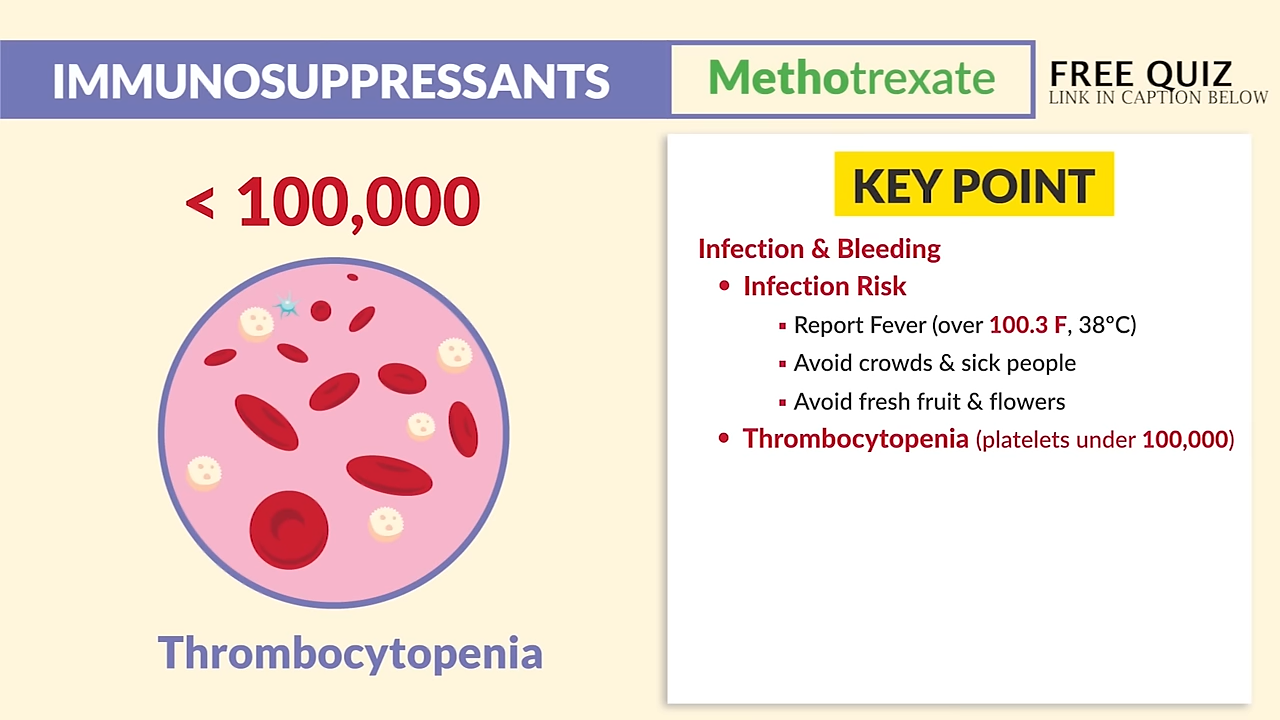 IMMUNOSUPPRESSANTS
Methotrexate
FREE QUIZ
LINK IN CAPTION BELOW
< 100,000
Thrombocytopenia
KEY POINT
Infection & Bleeding
• Infection Risk
▪ Report Fever (over 100.3 F, 38°C)
▪ Avoid crowds & sick people
▪ Avoid fresh fruit & flowers
• Thrombocytopenia (platelets under 100,000)